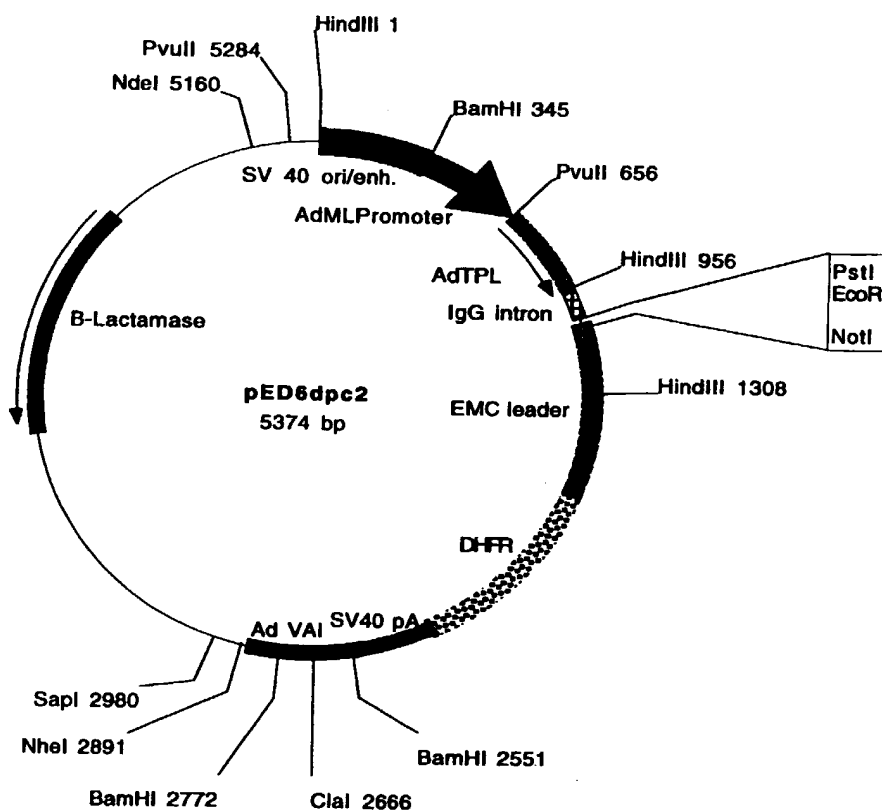 HindIII 1
PvuII 5284
NdeI 5160
BamHI 345
SV 40 ori/enh.
PvuII 656
AdMLPromoter
HindIII 956
AdTPL
PstI
EcoR
IgG intron
NotI
B-Lactamase
pED6dpc2
5374 bp
EMC leader
HindIII 1308
DHFR
Ad VAI
SV40 pA
SapI 2980
NheI 2891
BamHI 2551
BamHI 2772
ClaI 2666